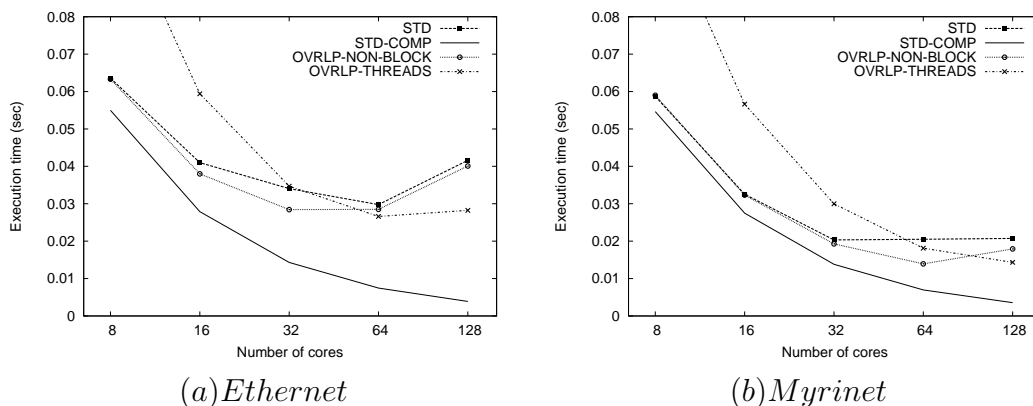 0.08
0.07
0.06
0.05
0.04
0.03
0.02
0.01
0
Execution time (sec)
STD
STD-COMP
OVRLP-NON-BLOCK
OVRLP-THREADS
8 16 32 64 128
Number of cores
(a)Ethernet
0.08
0.07
0.06
0.05
0.04
0.03
0.02
0.01
0
Execution time (sec)
STD
STD-COMP
OVRLP-NON-BLOCK
OVRLP-THREADS
8 16 32 64 128
Number of cores
(b)Myrinet